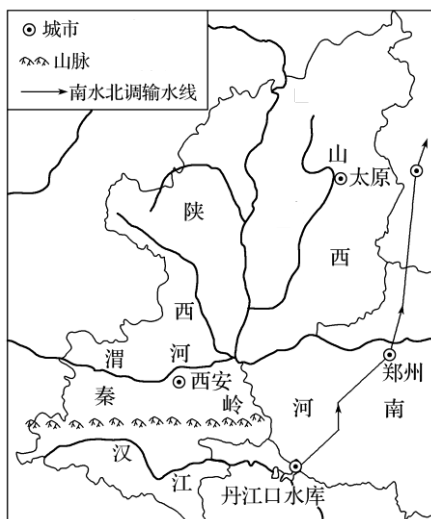 城市
山脉
南水北调输水线
山
太原
陕
西
西
渭 河
西安
郑州
秦 岭
河 南
汉
江
丹江口水库